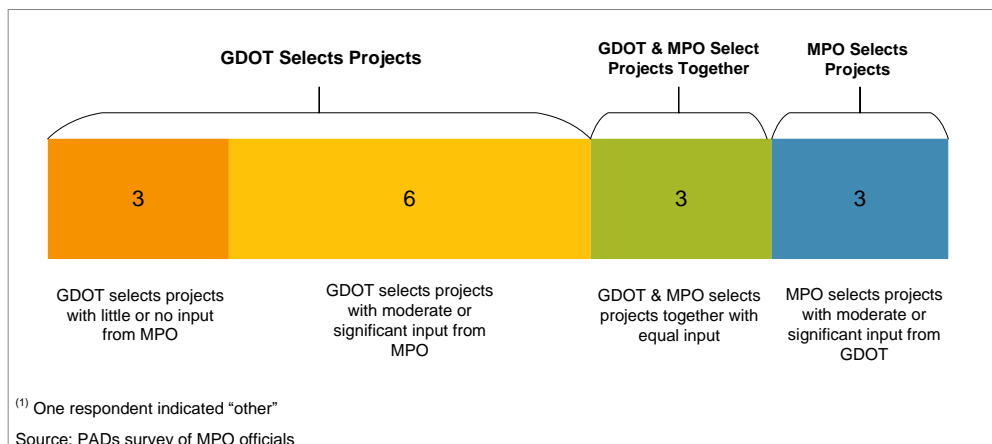 GDOT Selects Projects
GDOT & MPO Select
Projects Together
MPO Selects
Projects
3
6
3
3
GDOT selects projects
with little or no input
from MPO
GDOT selects projects
with moderate or
significant input from
MPO
GDOT & MPO selects
projects together with
equal input
MPO selects projects
with moderate or
significant input from
GDOT
(1) One respondent indicated “other”
Source: PADs survey of MPO officials